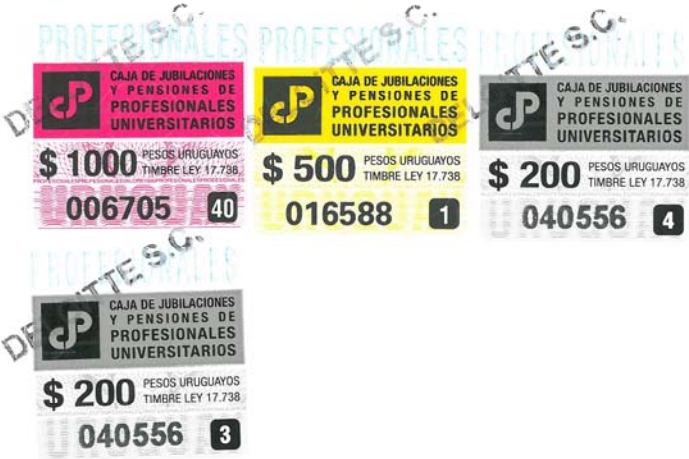 PROFESIONALES
DELOITTE S.C.
CAJA DE JUBILACIONES
Y PENSIONES DE
PROFESIONALES
UNIVERSITARIOS
$ 1000 PESOS URUGUAYOS
TIMBRE LEY 17.738
006705 40
PROFESIONALES
DELOITTE S.C.
CAJA DE JUBILACIONES
Y PENSIONES DE
PROFESIONALES
UNIVERSITARIOS
$ 500 PESOS URUGUAYOS
TIMBRE LEY 17.738
016588 1
PROFESIONALES
DELOITTE S.C.
CAJA DE JUBILACIONES
Y PENSIONES DE
PROFESIONALES
UNIVERSITARIOS
$ 200 PESOS URUGUAYOS
TIMBRE LEY 17.738
040556 4
PROFESIONALES
DELOITTE S.C.
CAJA DE JUBILACIONES
Y PENSIONES DE
PROFESIONALES
UNIVERSITARIOS
$ 200 PESOS URUGUAYOS
TIMBRE LEY 17.738
040556 3